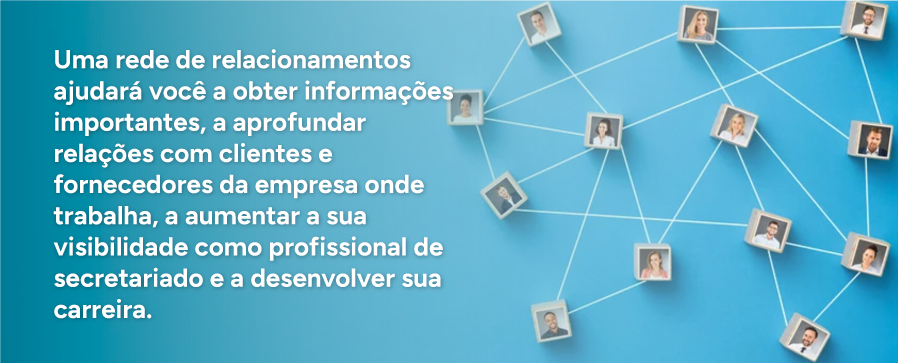 Uma rede de relacionamentos
ajudará você a obter informações
importantes, a aprofundar
relações com clientes e
fornecedores da empresa onde
trabalha, a aumentar a sua
visibilidade como profissional de
secretariado e a desenvolver sua
carreira.